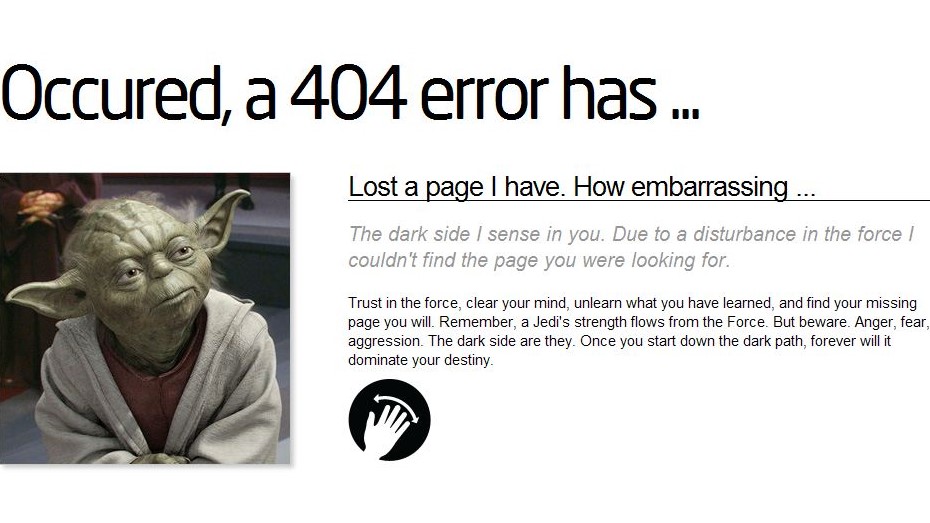 Occured, a 404 error has ...
Lost a page I have. How embarrassing ...
The dark side I sense in you. Due to a disturbance in the force I
couldn't find the page you were looking for.
Trust in the force, clear your mind, unlearn what you have learned, and find your missing
page you will. Remember, a Jedi's strength flows from the Force. But beware. Anger, fear,
aggression. The dark side are they. Once you start down the dark path, forever will it
dominate your destiny.